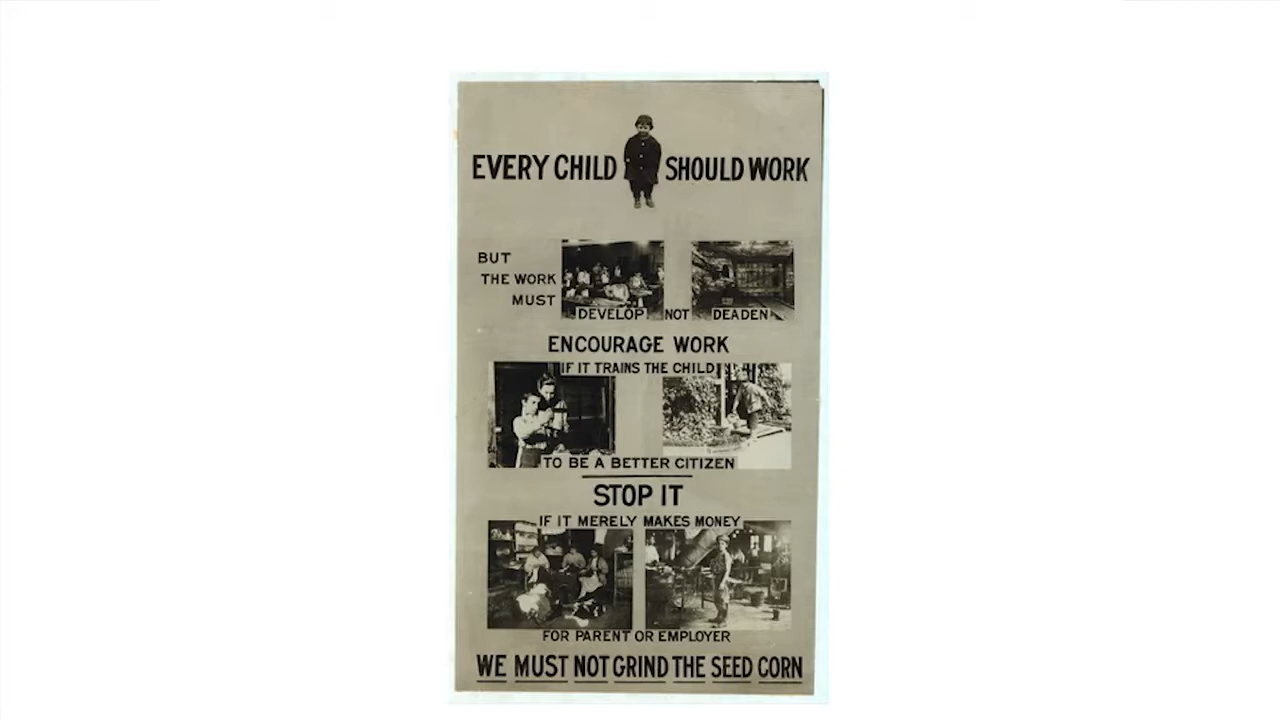 EVERY CHILD SHOULD WORK
BUT
THE WORK
MUST
DEVELOP NOT DEADEN
ENCOURAGE WORK
IF IT TRAINS THE CHILD
TO BE A BETTER CITIZEN
STOP IT
IF IT MERELY MAKES MONEY
FOR PARENT OR EMPLOYER
WE MUST NOT GRIND THE SEED CORN